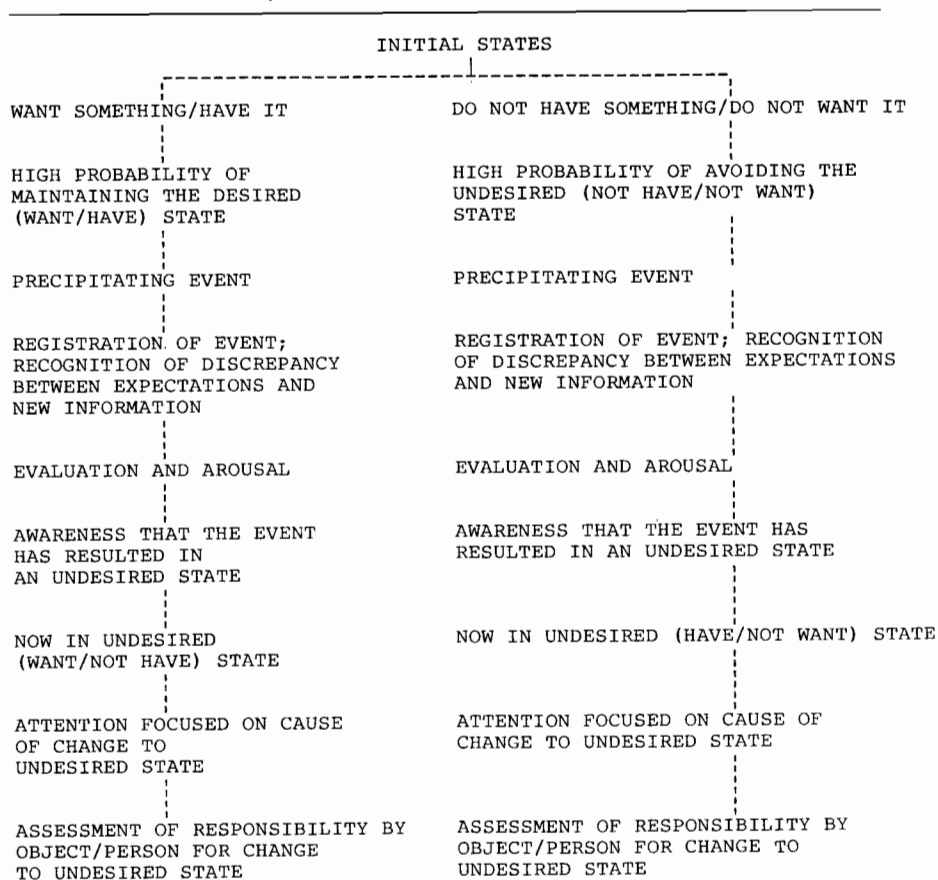 INITIAL STATES
WANT SOMETHING/HAVE IT
DO NOT HAVE SOMETHING/DO NOT WANT IT
HIGH PROBABILITY OF
MAINTAINING THE DESIRED
(WANT/HAVE) STATE
HIGH PROBABILITY OF AVOIDING THE
UNDESIRED (NOT HAVE/NOT WANT)
STATE
PRECIPITATING EVENT
PRECIPITATING EVENT
REGISTRATION OF EVENT;
RECOGNITION OF DISCREPANCY
BETWEEN EXPECTATIONS AND
NEW INFORMATION
REGISTRATION OF EVENT; RECOGNITION
OF DISCREPANCY BETWEEN EXPECTATIONS
AND NEW INFORMATION
EVALUATION AND AROUSAL
EVALUATION AND AROUSAL
AWARENESS THAT THE EVENT
HAS RESULTED IN
AN UNDESIRED STATE
AWARENESS THAT THE EVENT HAS
RESULTED IN AN UNDESIRED STATE
NOW IN UNDESIRED
(WANT/NOT HAVE) STATE
NOW IN UNDESIRED (HAVE/NOT WANT) STATE
ATTENTION FOCUSED ON CAUSE
OF CHANGE TO
UNDESIRED STATE
ATTENTION FOCUSED ON CAUSE OF
CHANGE TO UNDESIRED STATE
ASSESSMENT OF RESPONSIBILITY BY
OBJECT/PERSON FOR CHANGE
TO UNDESIRED STATE
ASSESSMENT OF RESPONSIBILITY BY
OBJECT/PERSON FOR CHANGE TO
UNDESIRED STATE